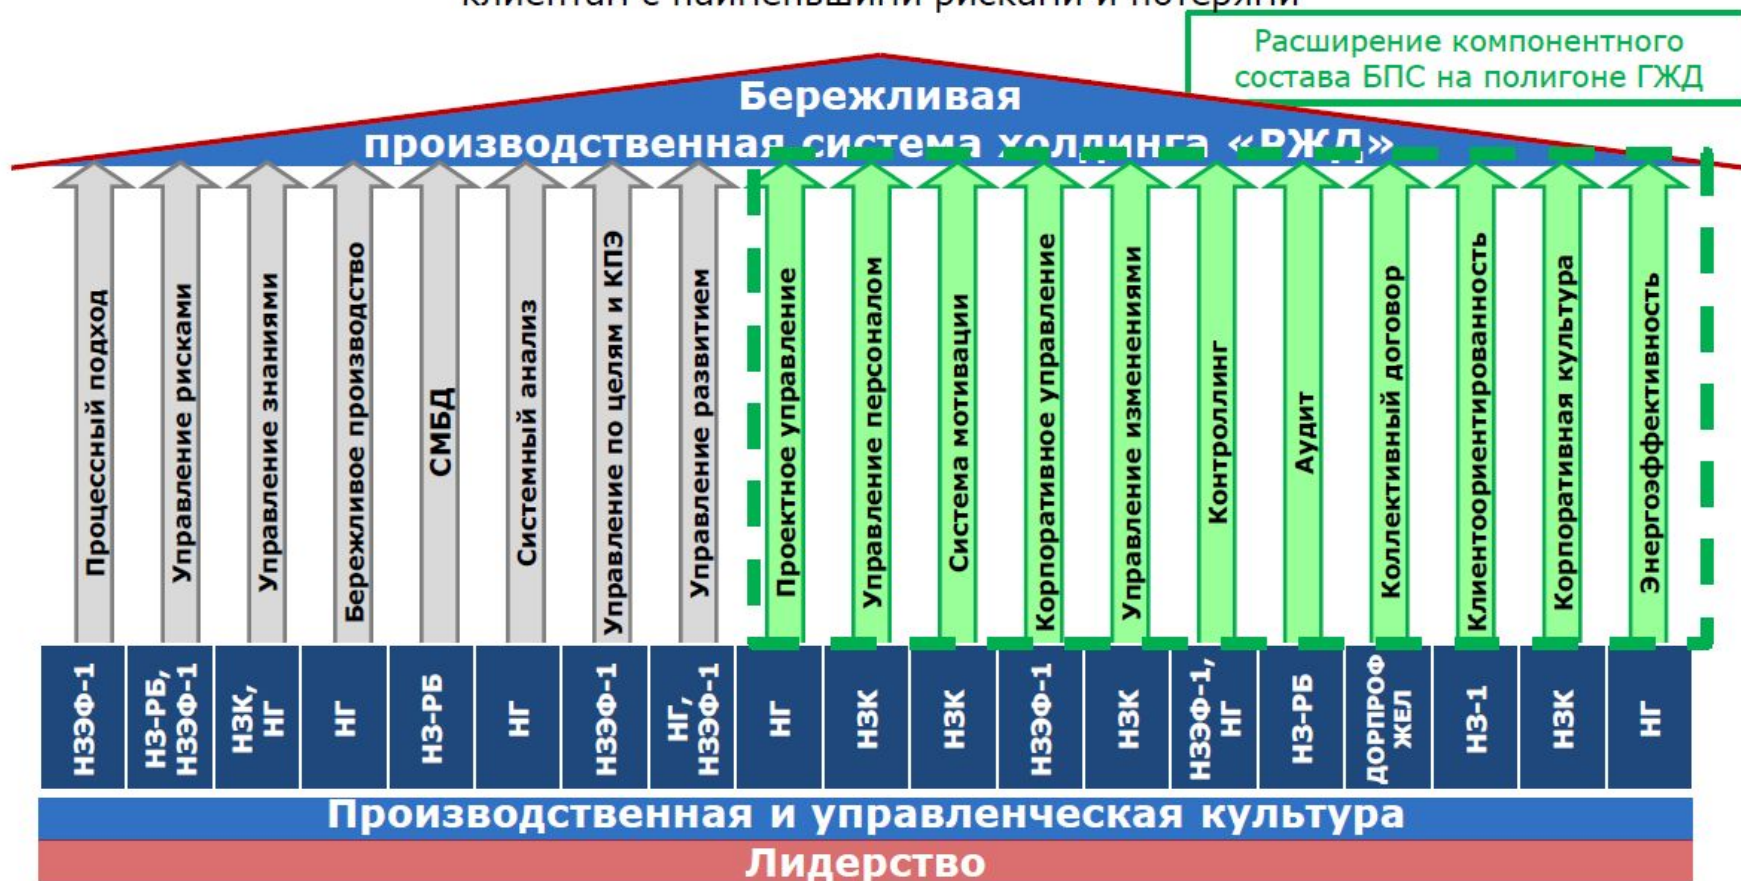 клиентам с наименьшими рисками и потерями
Расширение компонентного
состава БПС на полигоне ГЖД
Бережливая
производственная система холдинга «РЖД»
Процессный подход
Управление рисками
Управление знаниями
Бережливое производство
СМБД
Системный анализ
Управление по целям и КПЭ
Управление развитием
Проектное управление
Управление персоналом
Система мотивации
Корпоративное управление
Управление изменениями
Контроллинг
Аудит
Коллективный договор
Клиентоориентированность
Корпоративная культура
Энергоэффективность
НЗЭФ-1
НЗ-РБ,
НЗЭФ-1
НЗК,
НГ
НГ
НЗ-РБ
НГ
НЗЭФ-1
НГ,
НЗЭФ-1
НГ
НЗК
НЗК
НЗЭФ-1
НЗК
НЗЭФ-1,
НГ
НЗ-РБ
ДОРПРОФ
ЖЕЛ
НЗ-1
НЗК
НГ
Производственная и управленческая культура
Лидерство